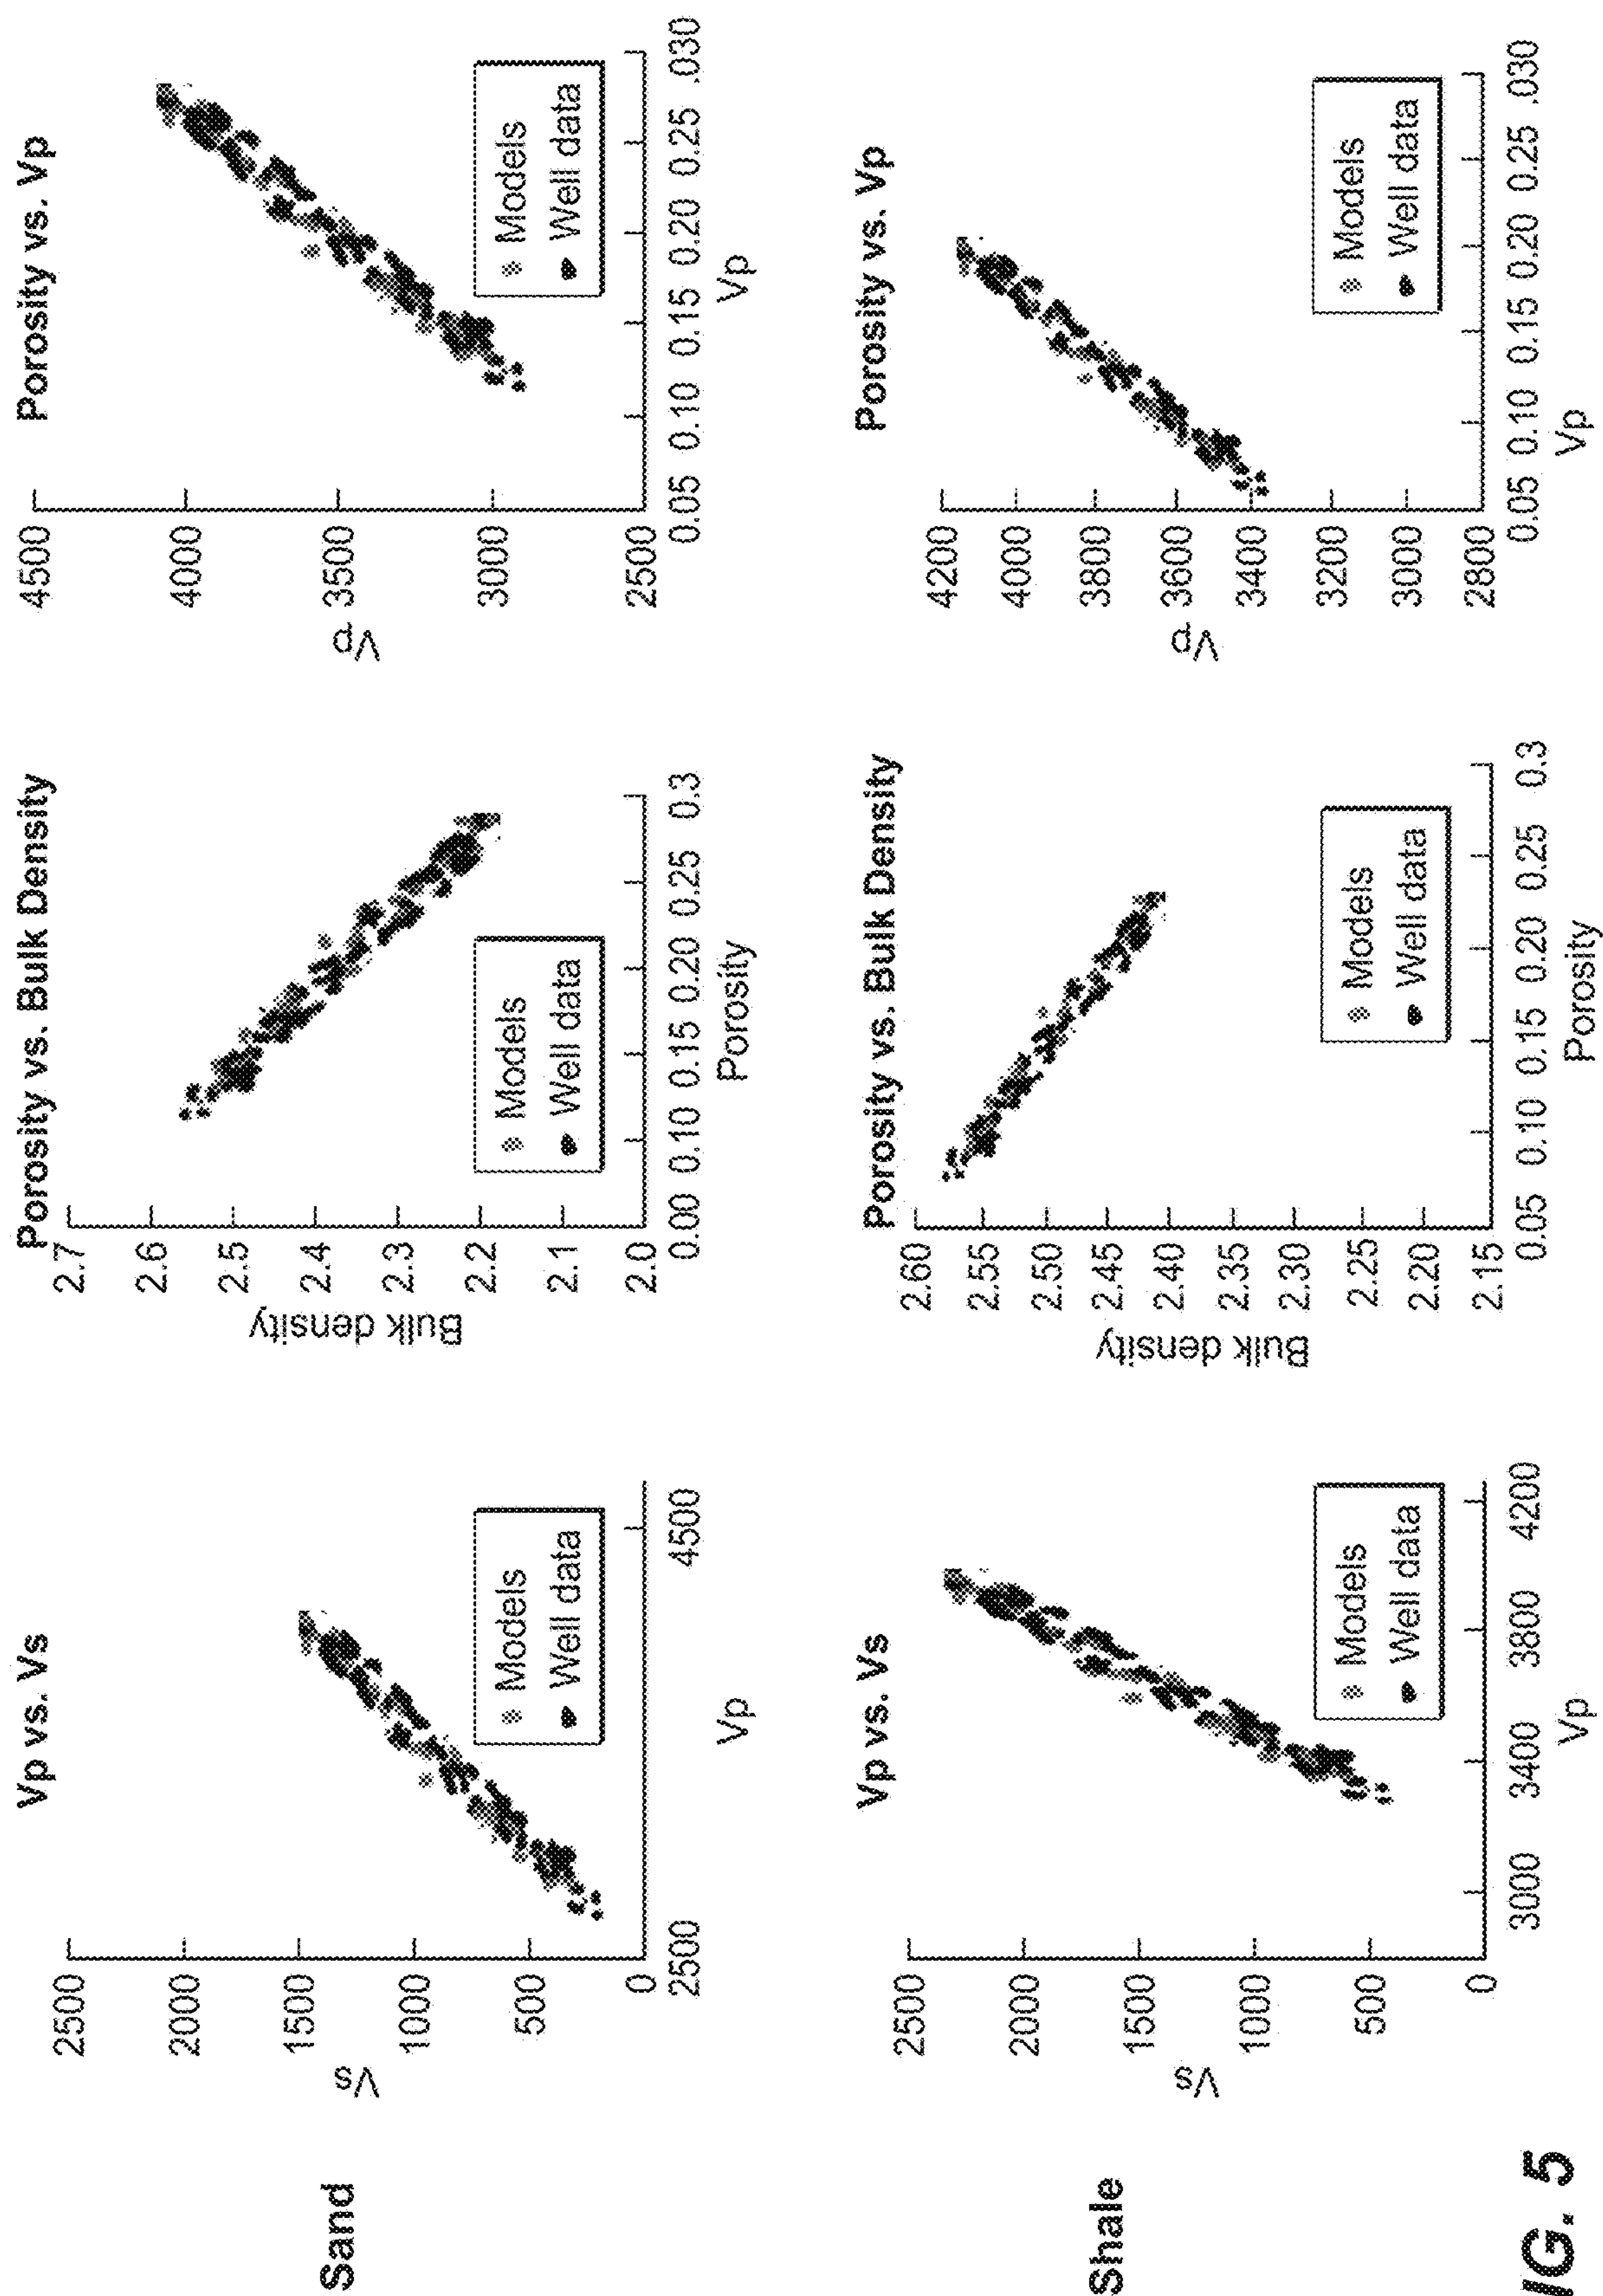 Sand
Vp vs. Vs
2500
2000
1500
1000
500
0
Vs
2500 4500
Vp
Models
Well data
Porosity vs. Bulk Density
2.7
2.6
2.5
2.4
2.3
2.2
2.1
2.0
Bulk density
0.00 0.10 0.15 0.20 0.25 0.3
Porosity
Models
Well data
Porosity vs. Vp
4500
4000
3500
3000
2500
Vp
0.05 0.10 0.15 0.20 0.25 .030
Vp
Models
Well data
Shale
Vp vs. Vs
2500
2000
1500
1000
500
0
Vs
3000 3400 3800 4200
Vp
Models
Well data
Porosity vs. Bulk Density
2.60
2.55
2.50
2.45
2.40
2.35
2.30
2.25
2.20
2.15
Bulk density
0.05 0.10 0.15 0.20 0.25 0.3
Porosity
Models
Well data
Porosity vs. Vp
4200
4000
3800
3600
3400
3200
3000
2800
Vp
0.05 0.10 0.15 0.20 0.25 .030
Vp
Models
Well data
IG. 5